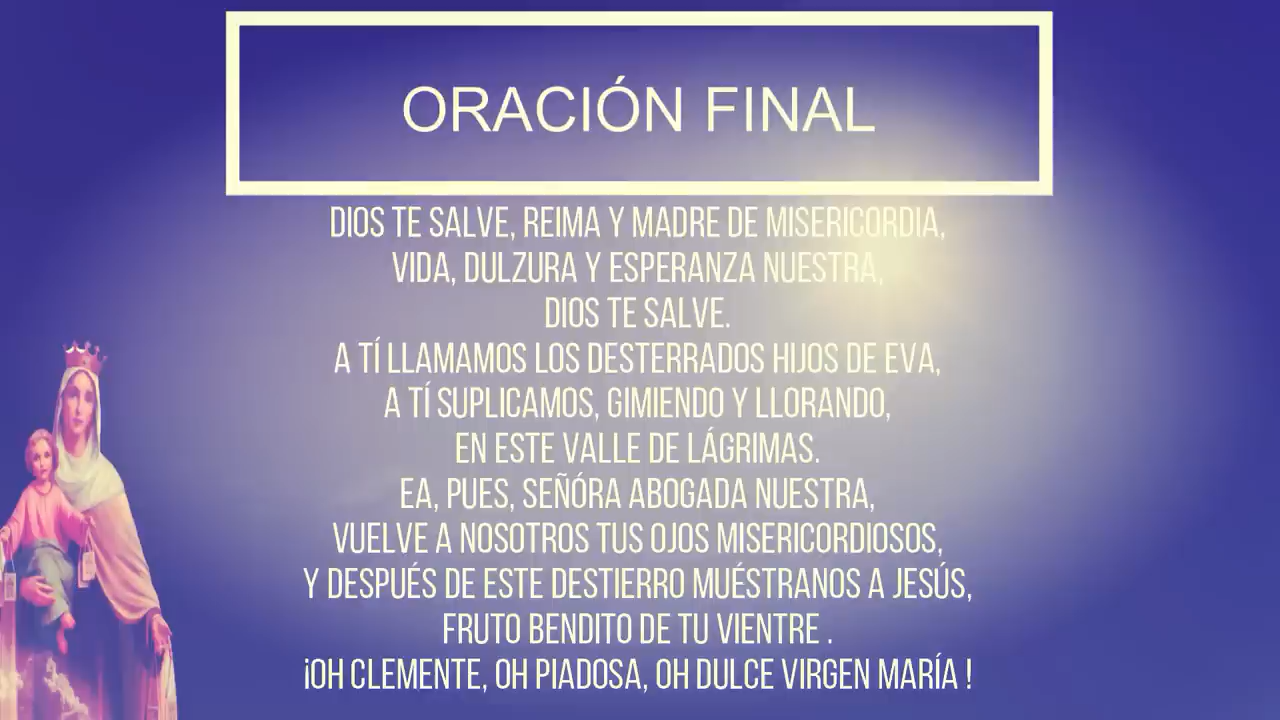 ORACIÓN FINAL
DIOS TE SALVE, REIMA Y MADRE DE MISERICORDIA,
VIDA, DULZURA Y ESPERANZA NUESTRA,
DIOS TE SALVE.
A TÍ LLAMAMOS LOS DESTERRADOS HIJOS DE EVA,
A TÍ SUPLICAMOS, GIMIENDO Y LLORANDO,
EN ESTE VALLE DE LÁGRIMAS.
EA, PUES, SEÑÓRA ABOGADA NUESTRA,
VUELVE A NOSOTROS TUS OJOS MISERICORDIOSOS,
Y DESPUÉS DE ESTE DESTIERRO MUÉSTRANOS A JESÚS,
FRUTO BENDITO DE TU VIENTRE .
¡OH CLEMENTE, OH PIADOSA, OH DULCE VIRGEN MARÍA !